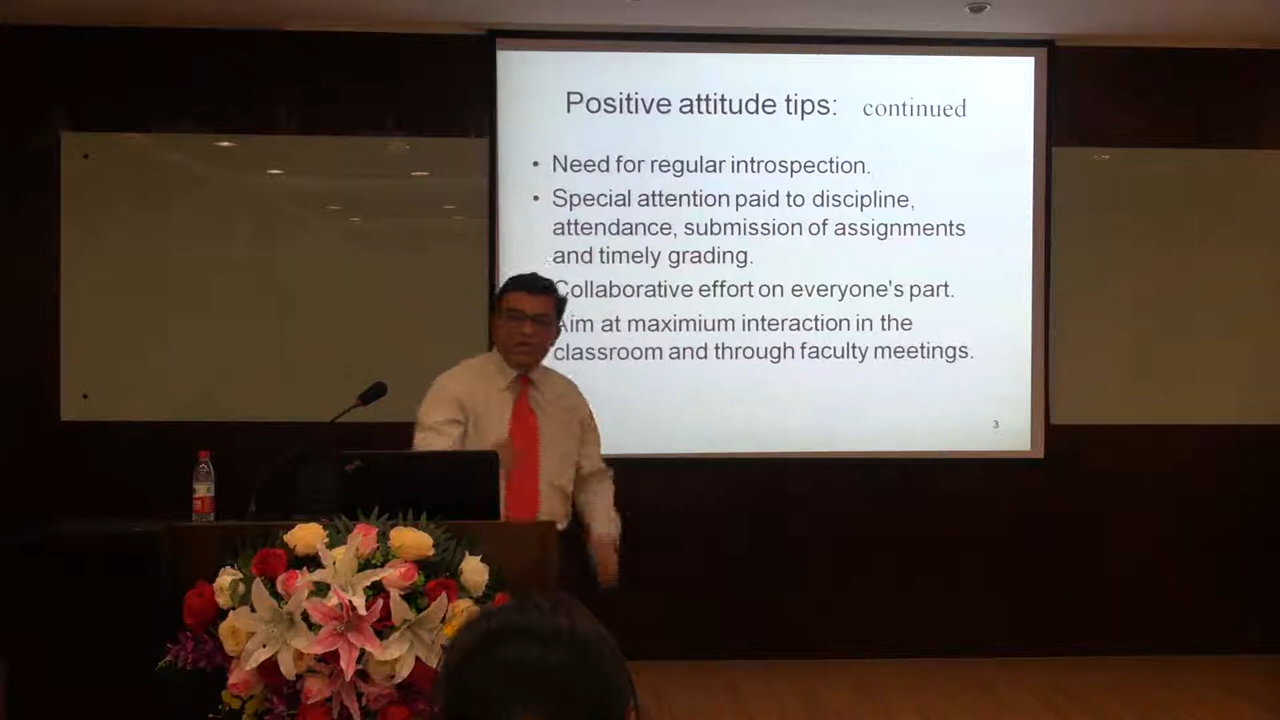 Positive attitude tips: continued
• Need for regular introspection.
• Special attention paid to discipline,
attendance, submission of assignments
and timely grading.
Collaborative effort on everyone's part.
Aim at maximium interaction in the
classroom and through faculty meetings.
3